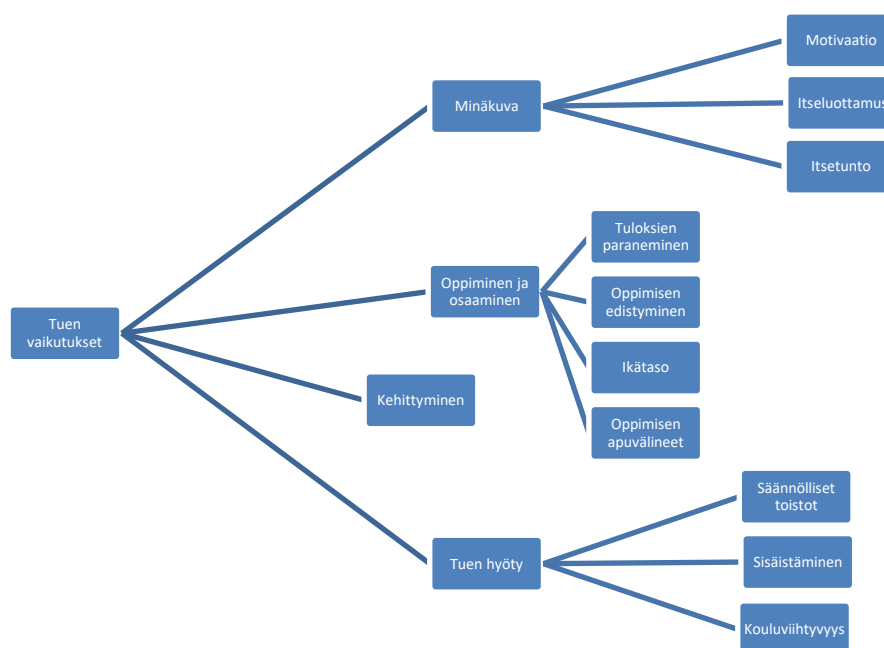 Tuen
vaikutukset
Minäkuva
Motivaatio
Itseluottamus
Itsetunto
Oppiminen ja
osaaminen
Tuloksien
paraneminen
Oppimisen
edistyminen
Ikätaso
Oppimisen
apuvälineet
Kehittyminen
Tuen hyöty
Säännölliset
toistot
Sisäistäminen
Kouluviihtyvyys